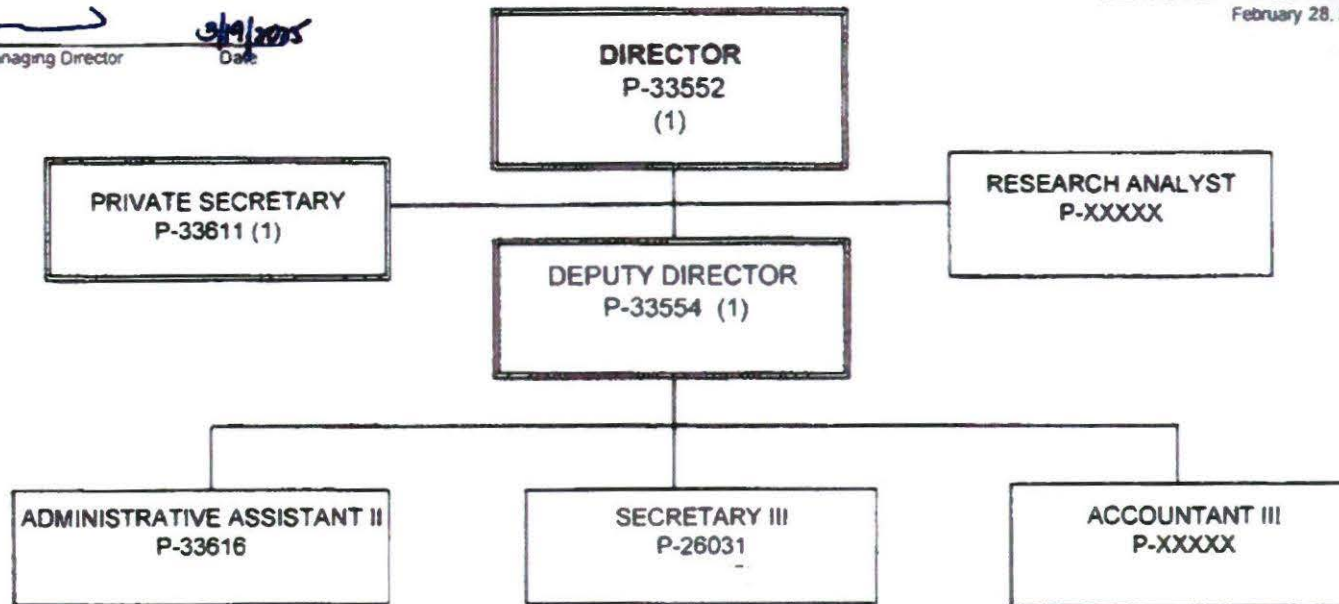 February 28.
3/19/2005
naging Director
Date
DIRECTOR
P-33552
(1)
PRIVATE SECRETARY
P-33611 (1)
RESEARCH ANALYST
P-XXXXX
DEPUTY DIRECTOR
P-33554 (1)
ADMINISTRATIVE ASSISTANT II
P-33616
SECRETARY III
P-26031
ACCOUNTANT III
P-XXXXX